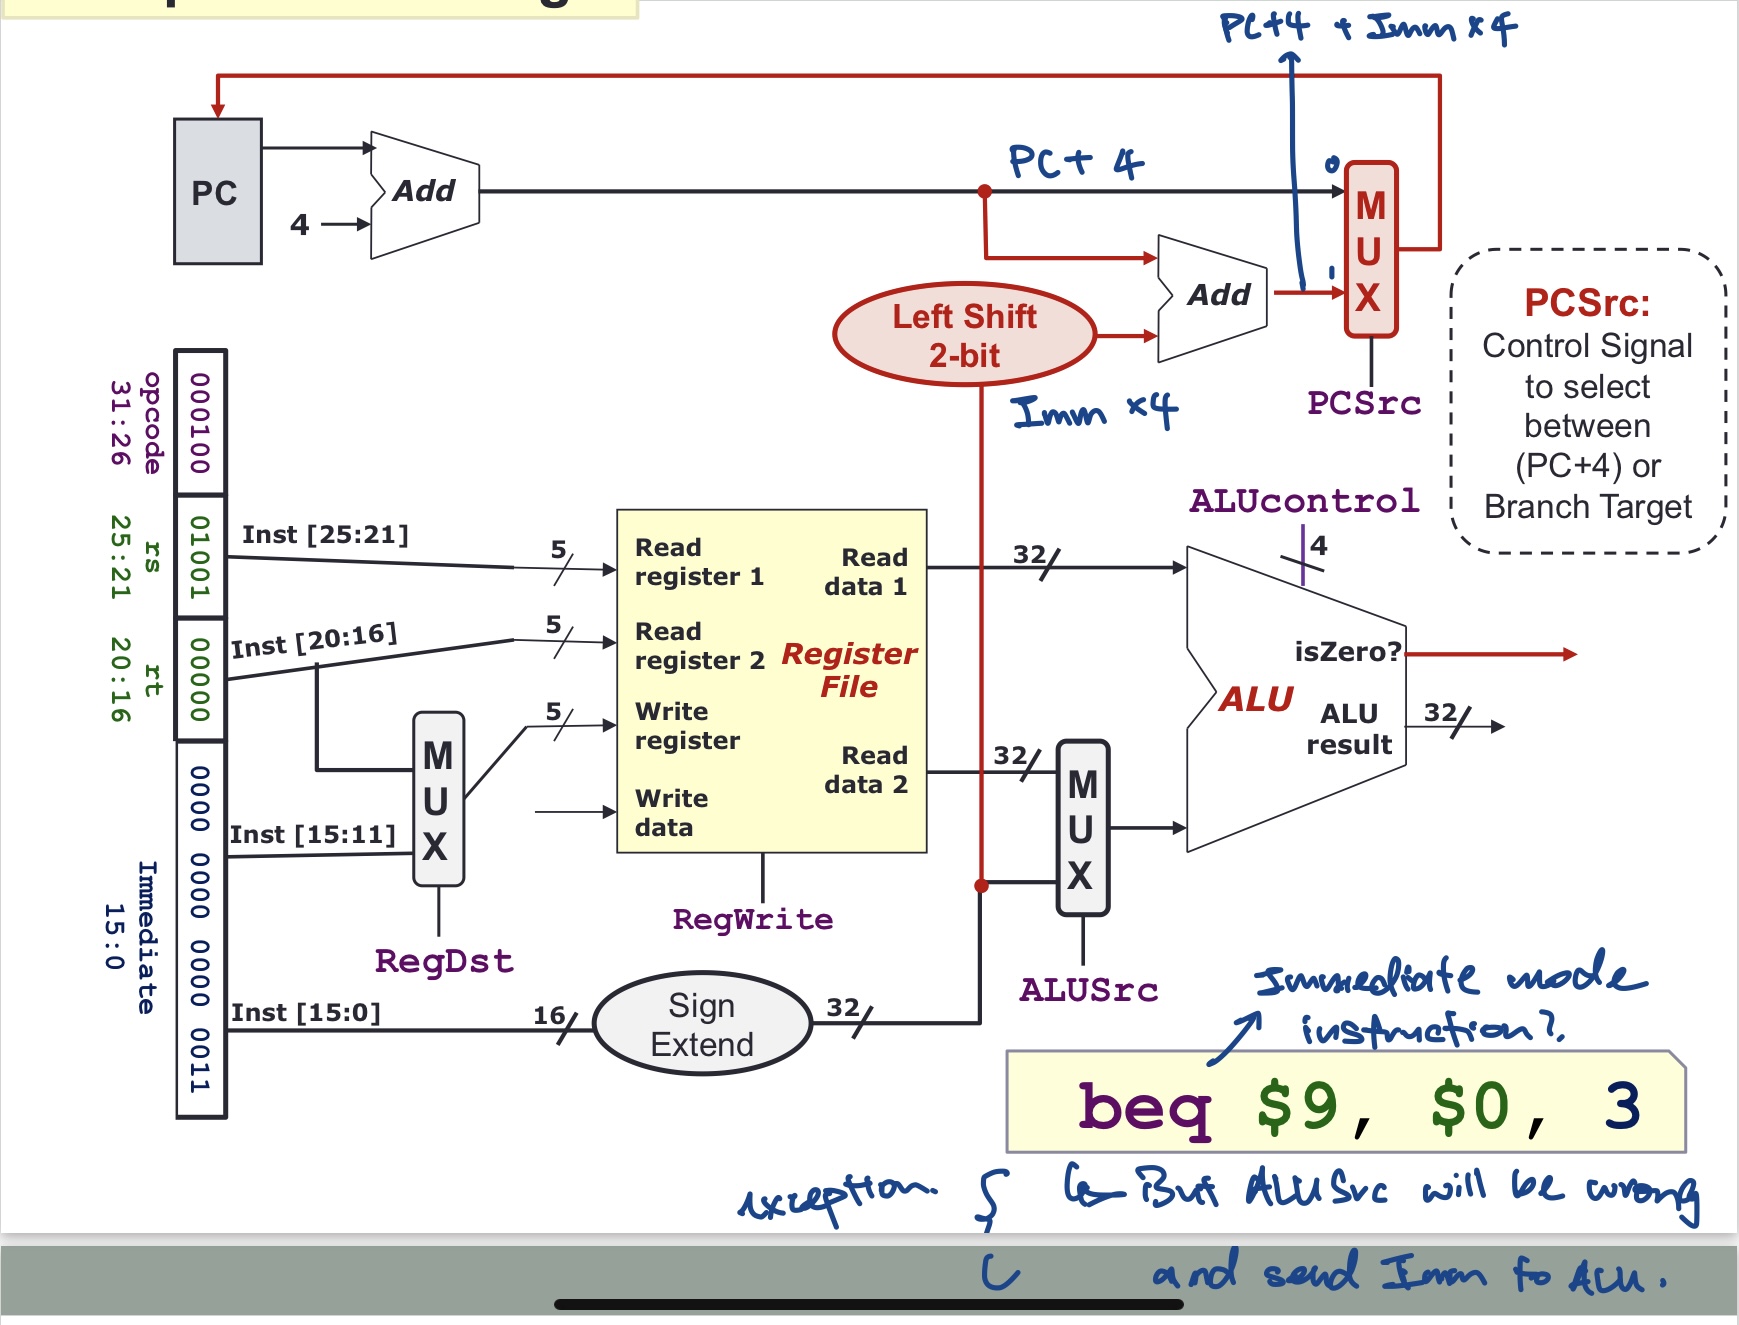 PC+4 + Imm×4
PC
Add
4
PC+ 4
0
1
M
U
X
Add
Left Shift
2-bit
Imm ×4
PCSrc
PCSrc:
Control Signal
to select
between
(PC+4) or
Branch Target
opcode
31:26
000100
rs
25:21
01001
rt
20:16
00000
Immediate
15:0
0000 0000 0000 0011
Inst [25:21]
5
Inst [20:16]
5
Inst [15:11]
5
M
U
X
RegDst
Read
register 1
Read
register 2
Write
register
Write
data
Read
data 1
Register
File
Read
data 2
RegWrite
32
32
M
U
X
ALUSrc
ALUcontrol
4
isZero?
ALU
ALU
result
32
Inst [15:0]
16
Sign
Extend
32
Immediate mode
instruction?
beq $9, $0, 3
exception
But ALUSrc will be wrong
and send Imm to ALU.